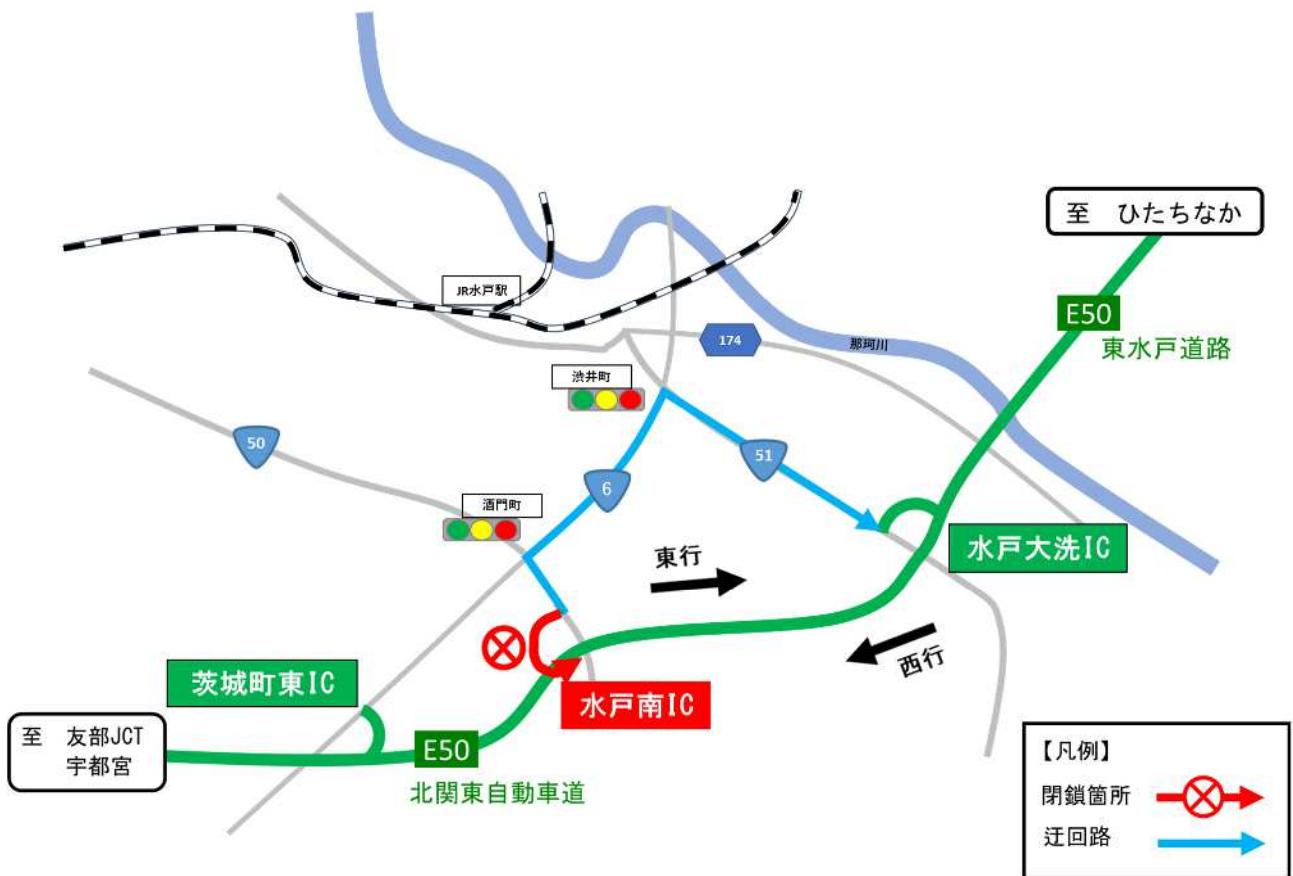 至　ひたちなか
E50
東水戸道路
JR水戸駅
174
那珂川
渋井町
50
51
6
酒門町
水戸大洗IC
東行
西行
茨城町東IC
水戸南IC
至　友部JCT
宇都宮
E50
北関東自動車道
【凡例】
閉鎖箇所
迂回路